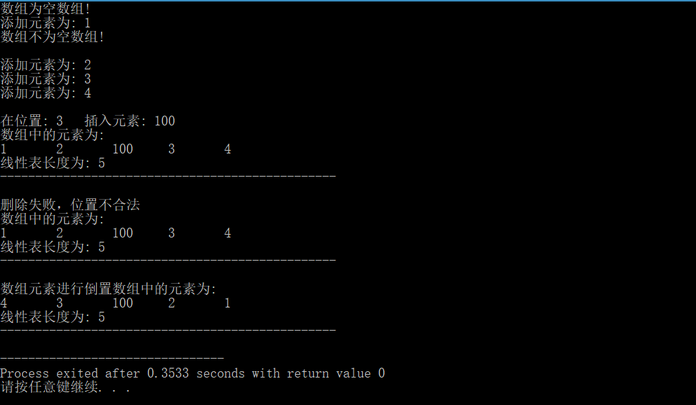 数组为空数组!
添加元素为: 1
数组不为空数组!
添加元素为: 2
添加元素为: 3
添加元素为: 4
在位置: 3   插入元素: 100
数组中的元素为:
1       2       100     3       4
线性表长度为: 5
------------------------------------------------
删除失败，位置不合法
数组中的元素为:
1       2       100     3       4
线性表长度为: 5
------------------------------------------------
数组元素进行倒置数组中的元素为:
4       3       100     2       1
线性表长度为: 5
------------------------------------------------
--------------------------------
Process exited after 0.3533 seconds with return value 0
请按任意键继续. . .